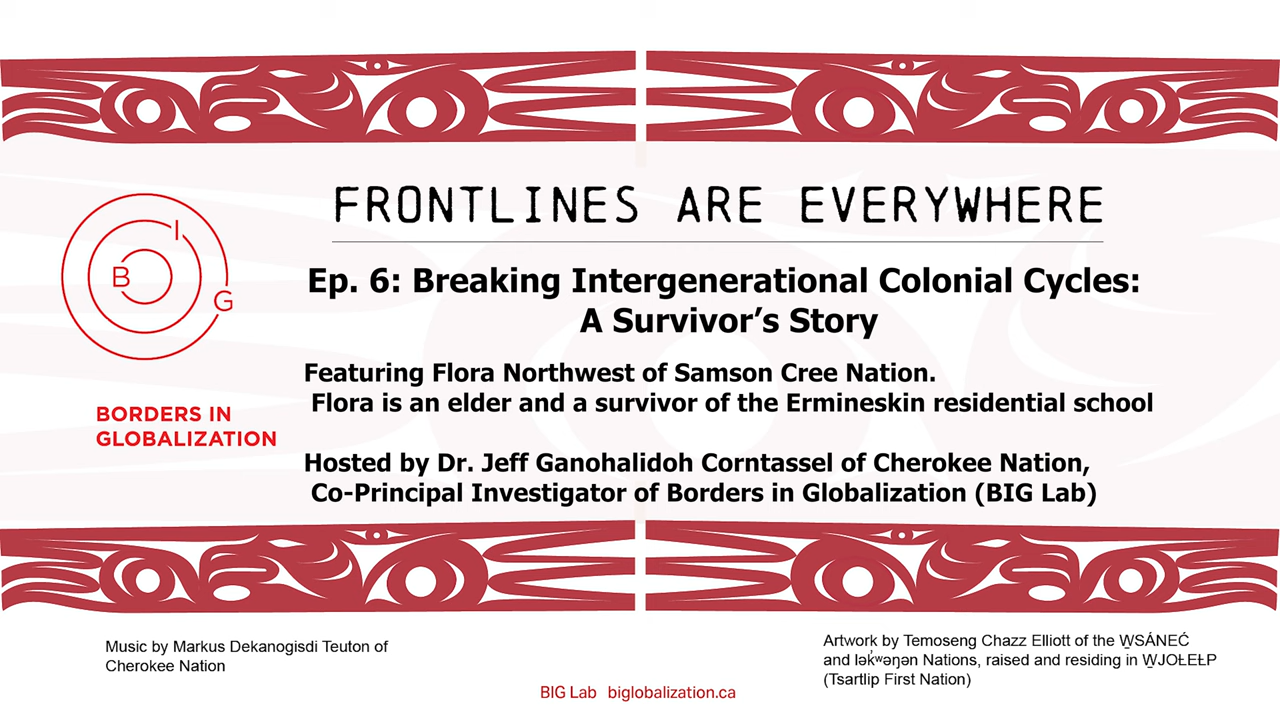 FRONTLINES ARE EVERYWHERE
Ep. 6: Breaking Intergenerational Colonial Cycles:
A Survivor’s Story
Featuring Flora Northwest of Samson Cree Nation.
Flora is an elder and a survivor of the Ermineskin residential school
Hosted by Dr. Jeff Ganohalidoh Corntassel of Cherokee Nation,
Co-Principal Investigator of Borders in Globalization (BIG Lab)
B I G
BORDERS IN
GLOBALIZATION
Music by Markus Dekanogisdi Teuton of
Cherokee Nation
Artwork by Temoseng Chazz Elliott of the W̱SÁNEĆ
and lək̓ʷəŋən Nations, raised and residing in W̱JOȽEȽP
(Tsartlip First Nation)
BIG Lab biglobalization.ca